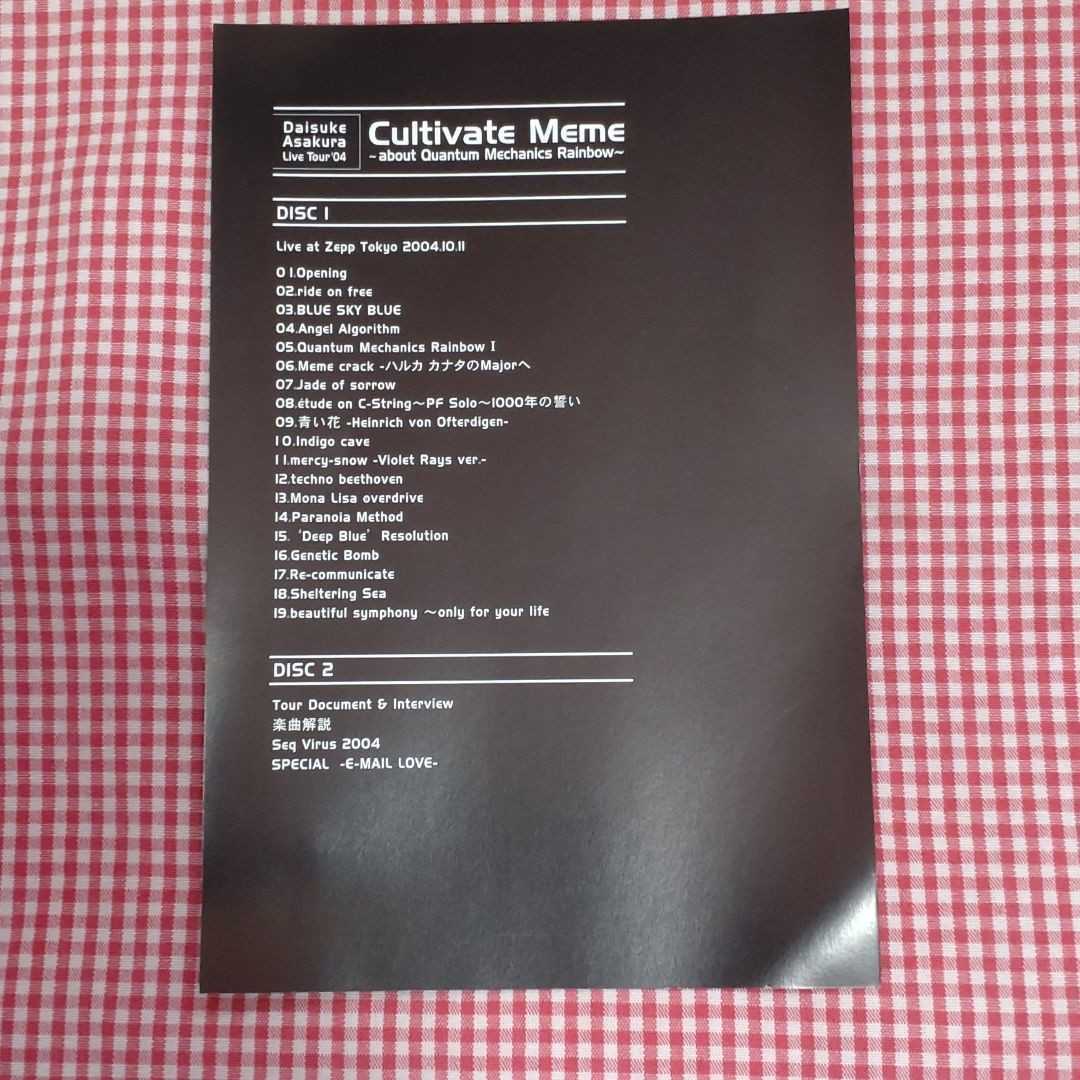 Daisuke
Asakura
Live Tour'04
Cultivate Meme
~about Quantum Mechanics Rainbow~
DISC 1
Live at Zepp Tokyo 2004.10.11
01.Opening
02.ride on free
03.BLUE SKY BLUE
04.Angel Algorithm
05.Quantum Mechanics Rainbow I
06.Meme crack -ハルカ カナタのMajorへ
07.Jade of sorrow
08.étude on C-String～PF Solo～1000年の誓い
09.青い花 -Heinrich von Ofterdigen-
10.Indigo cave
11.mercy-snow -Violet Rays ver.-
12.techno beethoven
13.Mona Lisa overdrive
14.Paranoia Method
15. 'Deep Blue' Resolution
16.Genetic Bomb
17.Re-communicate
18.Sheltering Sea
19.beautiful symphony ～only for your life
DISC 2
Tour Document & Interview
楽曲解説
Seq Virus 2004
SPECIAL -E-MAIL LOVE-